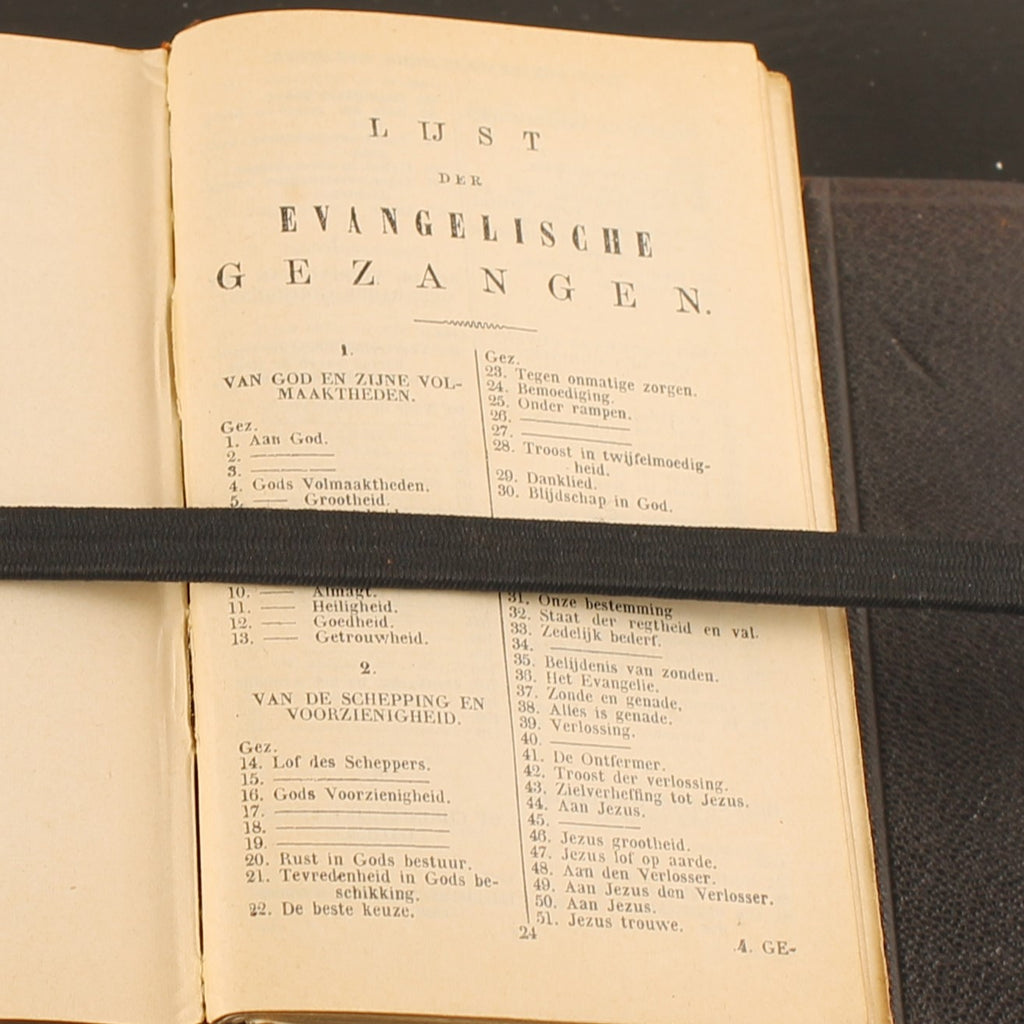 LIJST
DER
EVANGELISCHE
GEZANGEN.
1.
VAN GOD EN ZIJNE VOL-
MAAKTHEDEN.
Gez.
1. Aan God.
2. ———
3. ———
4. Gods Volmaaktheden.
5. — Grootheid.
10. — Almagt.
11. — Heiligheid.
12. — Goedheid.
13. — Getrouwheid.
2.
VAN DE SCHEPPING EN
VOORZIENIGHEID.
Gez.
14. Lof des Scheppers.
15. ———
16. Gods Voorzienigheid.
17. ———
18. ———
19. ———
20. Rust in Gods bestuur.
21. Tevredenheid in Gods be-
schikking.
22. De beste keuze.
Gez.
23. Tegen onmatige zorgen.
24. Bemoediging.
25. Onder rampen.
26. ———
27. ———
28. Troost in twijfelmoedig-
heid.
29. Danklied.
30. Blijdschap in God.
31. Onze bestemming
32. Staat der regtheid en val.
33. Zedelijk bederf.
34. ———
35. Belijdenis van zonden.
36. Het Evangelie.
37. Zonde en genade.
38. Alles is genade.
39. Verlossing.
40. ———
41. De Ontfermer.
42. Troost der verlossing.
43. Zielverheffing tot Jezus.
44. Aan Jezus.
45. ———
46. Jezus grootheid.
47. Jezus lof op aarde.
48. Aan den Verlosser.
49. Aan Jezus den Verlosser.
50. Aan Jezus.
51. Jezus trouwe.
24
4. GE-